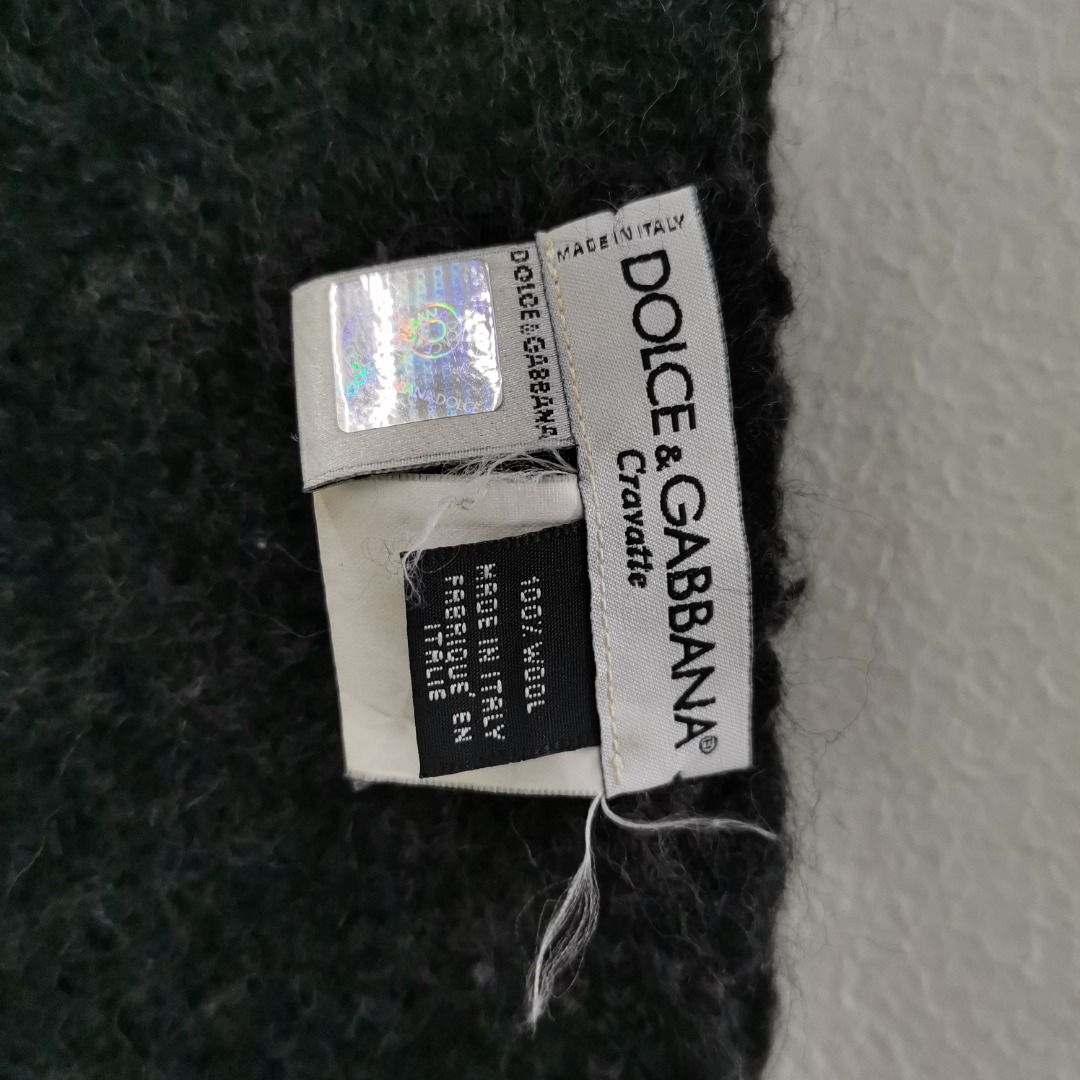 MADE IN ITALY
DOLCE & GABBANA®
Cravatte
DOLCE&GABBANA
100% WOOL
MADE IN ITALY
FABRIQUE' EN
ITALIE